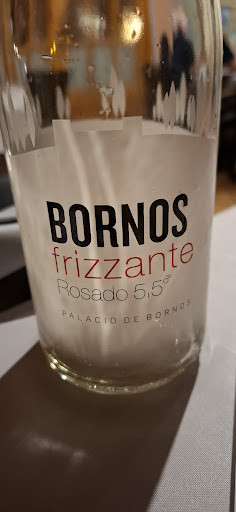 BORNOS
frizzante
Rosado 5,5º
PALACIO DE BORNOS